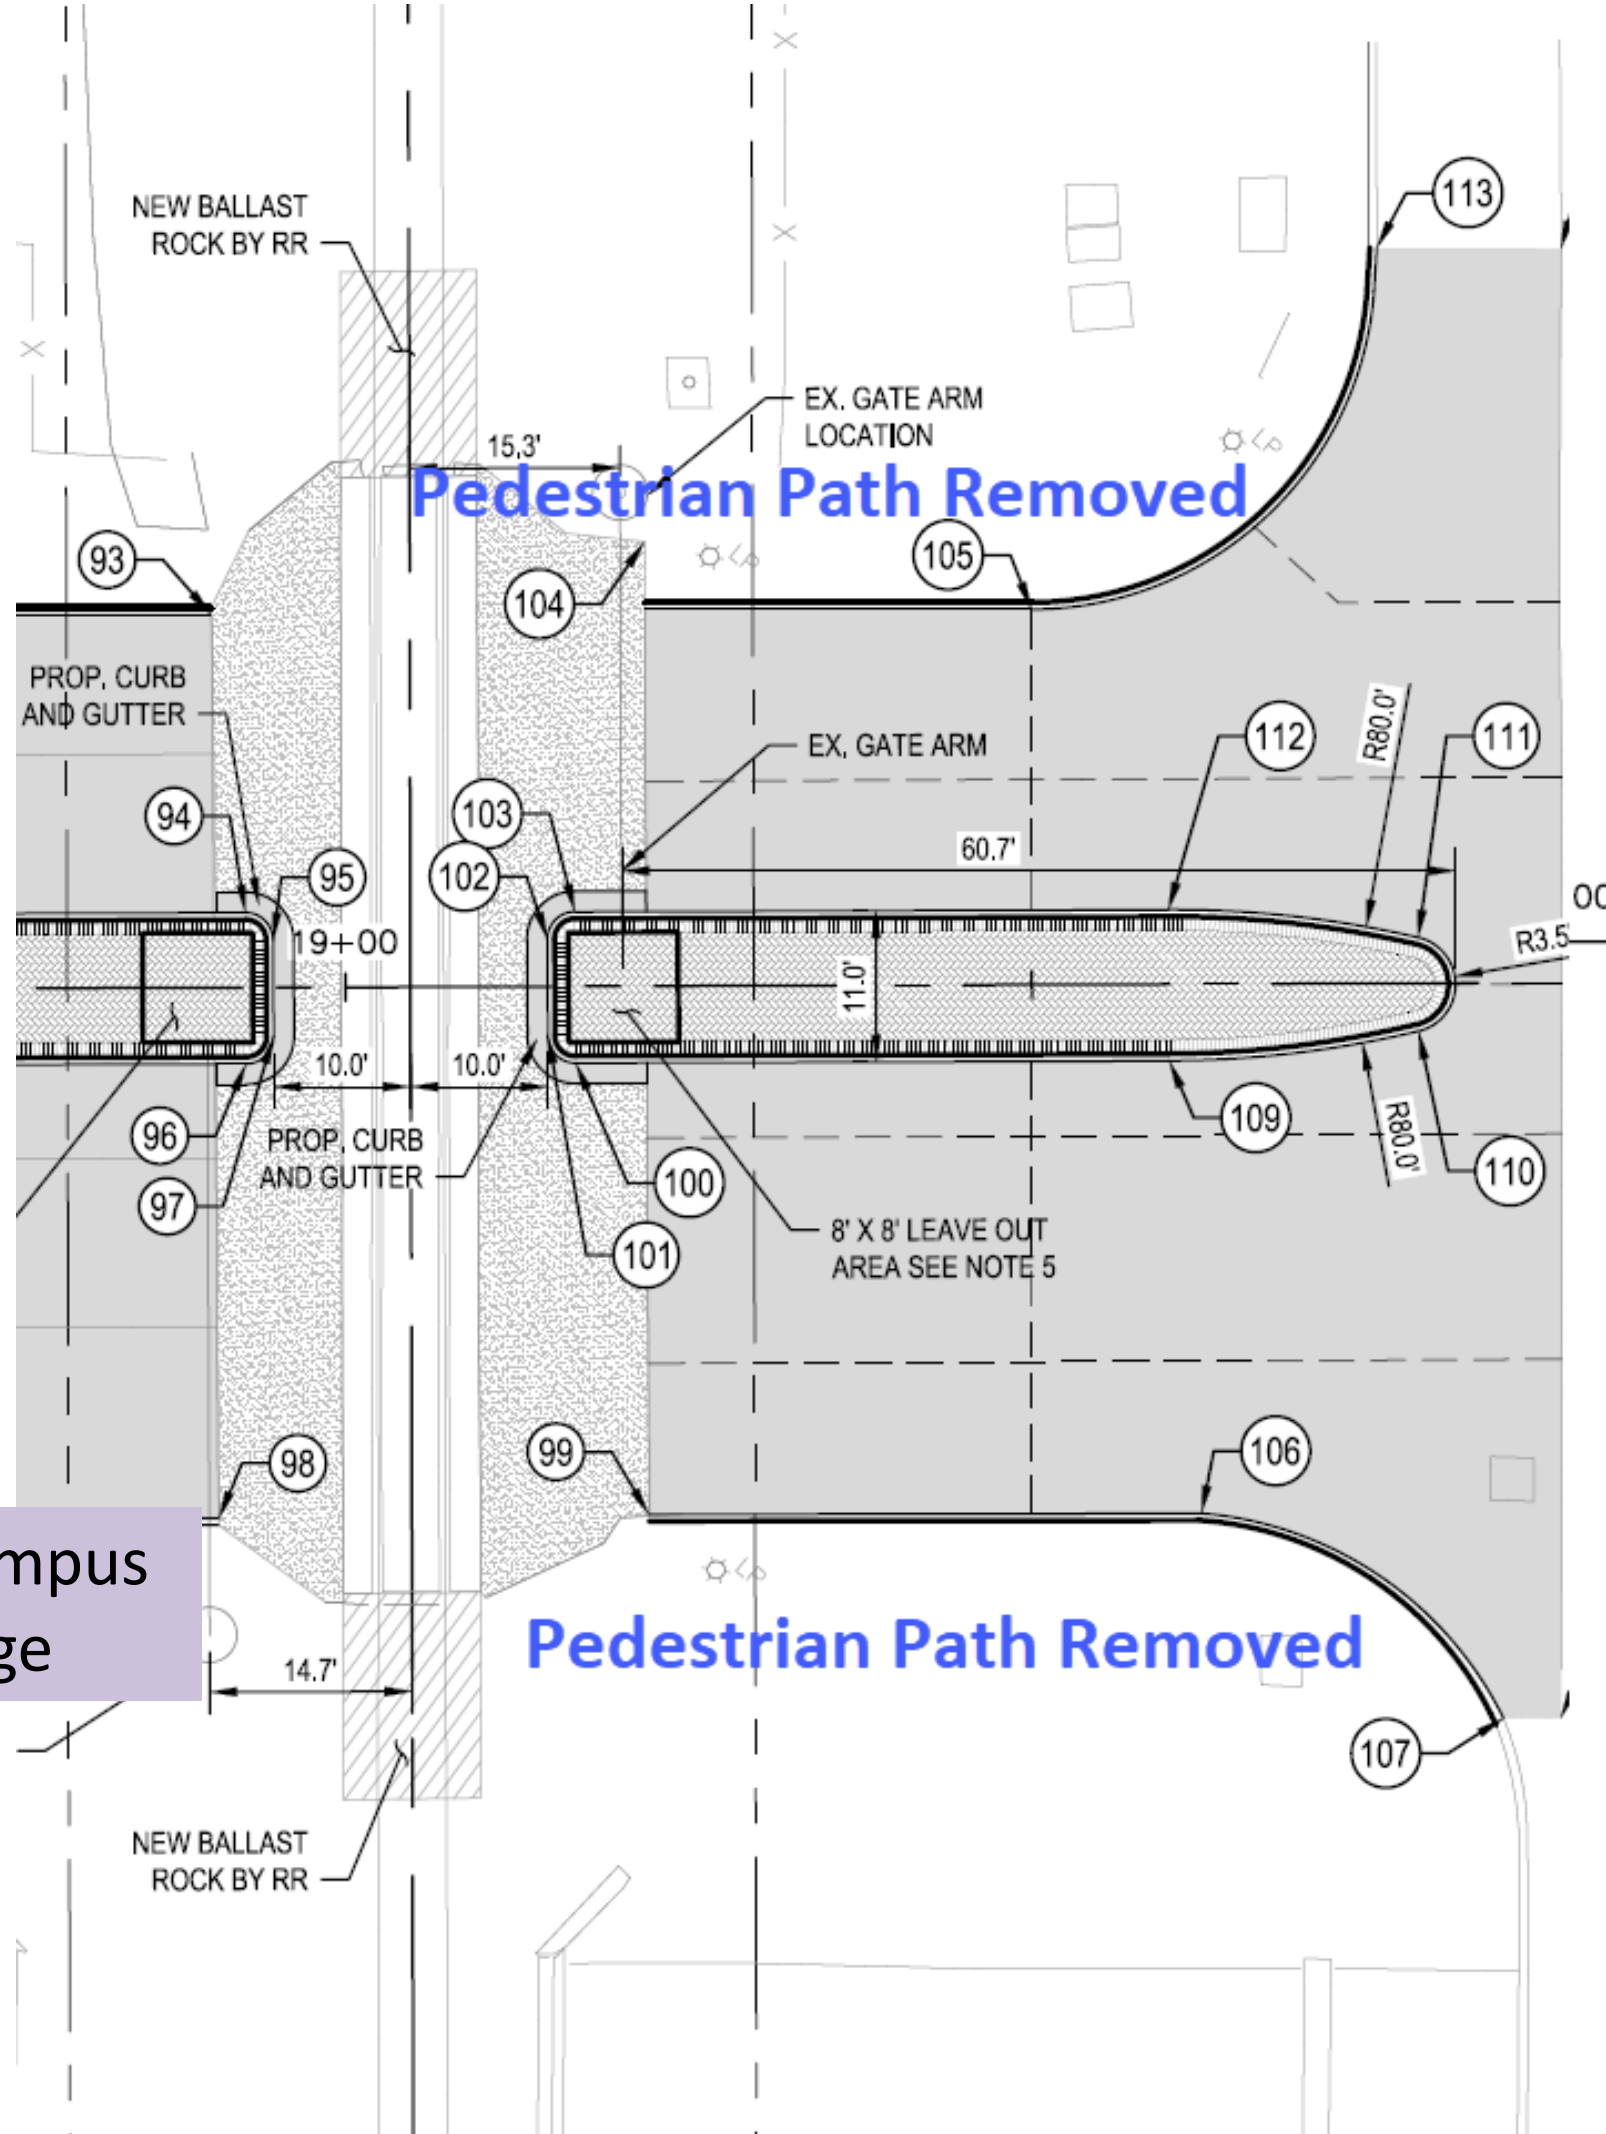 113
NEW BALLAST
ROCK BY RR
EX. GATE ARM
LOCATION
15.3'
Pedestrian Path Removed
93
105
104
PROP. CURB
AND GUTTER
112
R80.0'
111
EX. GATE ARM
94
103
60.7'
95
102
19+00
R3.5
11.0'
10.0'
10.0'
96
PROP. CURB
AND GUTTER
109
R80.0'
110
97
100
101
8' X 8' LEAVE OUT
AREA SEE NOTE 5
98
99
106
mpus
ge
Pedestrian Path Removed
14.7'
107
NEW BALLAST
ROCK BY RR